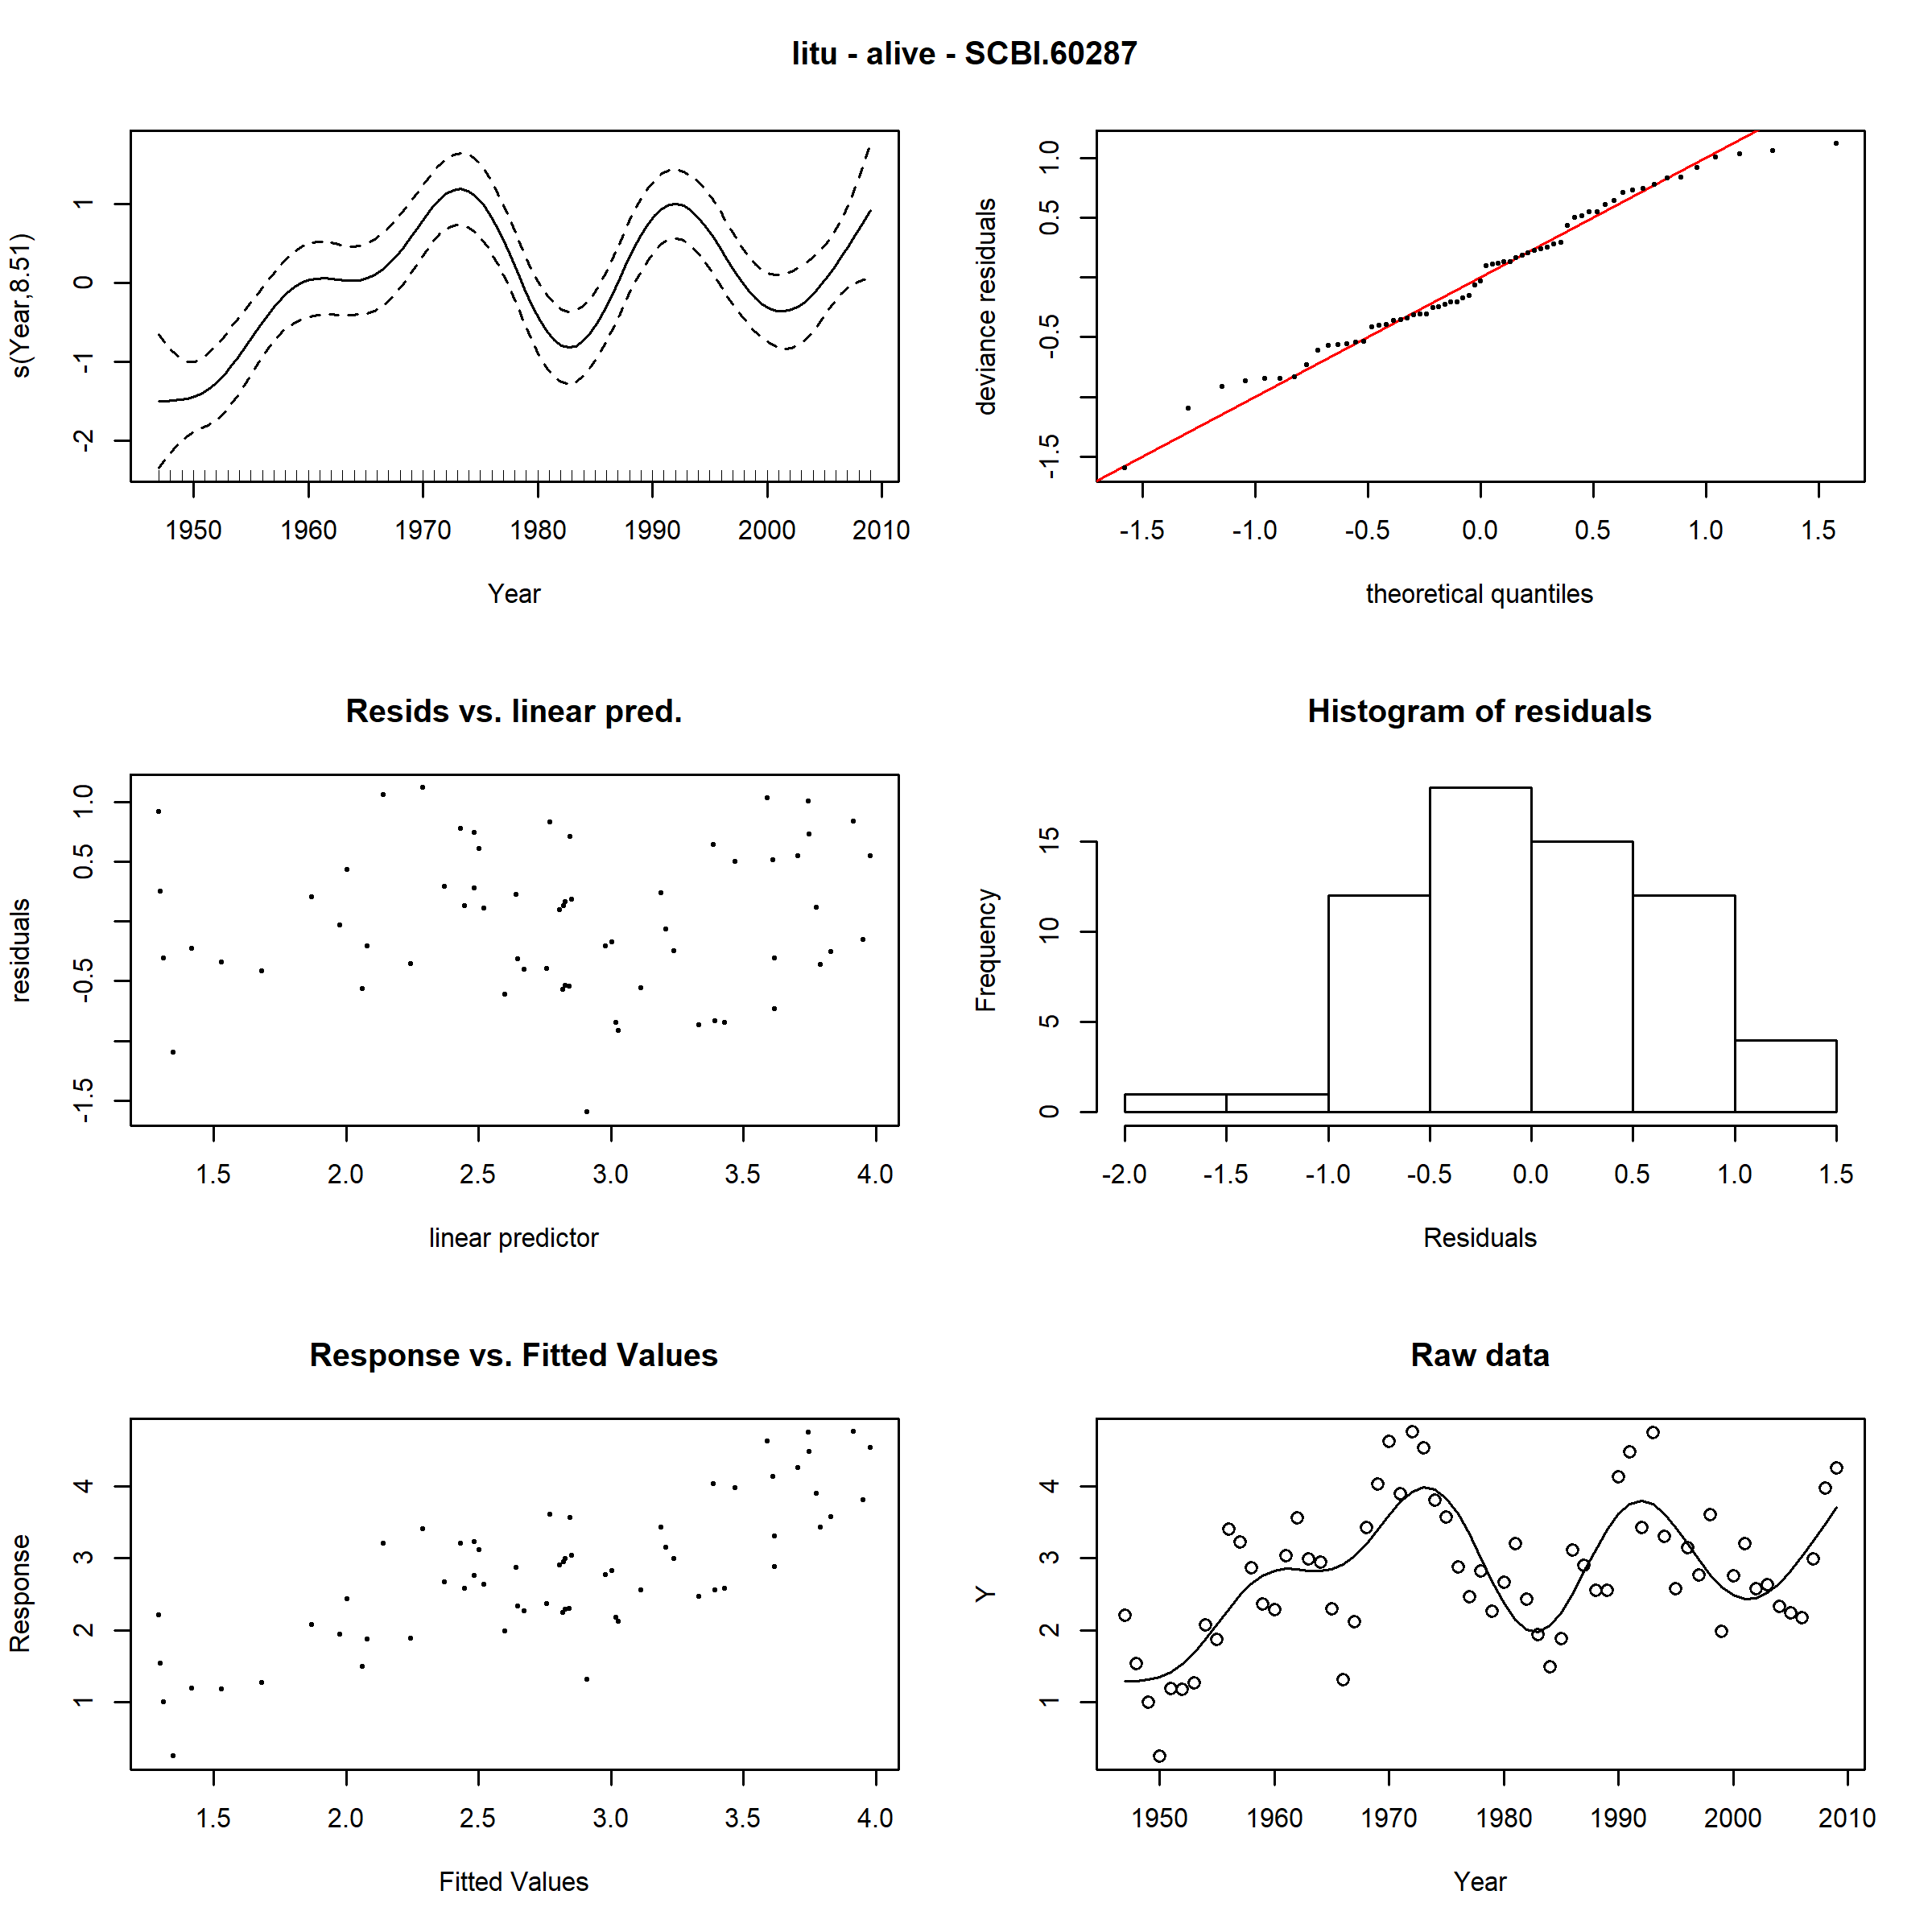 litu - alive - SCBI.60287
s(Year,8.51)
1
0
-1
-2
1950 1960 1970 1980 1990 2000 2010
Year
deviance residuals
1.0
0.5
-0.5
-1.5
-1.5 -1.0 -0.5 0.0 0.5 1.0 1.5
theoretical quantiles
Resids vs. linear pred.
residuals
1.0
0.5
-0.5
-1.5
1.5 2.0 2.5 3.0 3.5 4.0
linear predictor
Histogram of residuals
Frequency
15
10
5
0
-2.0 -1.5 -1.0 -0.5 0.0 0.5 1.0 1.5
Residuals
Response vs. Fitted Values
Response
4
3
2
1
1.5 2.0 2.5 3.0 3.5 4.0
Fitted Values
Raw data
Y
4
3
2
1
1950 1960 1970 1980 1990 2000 2010
Year